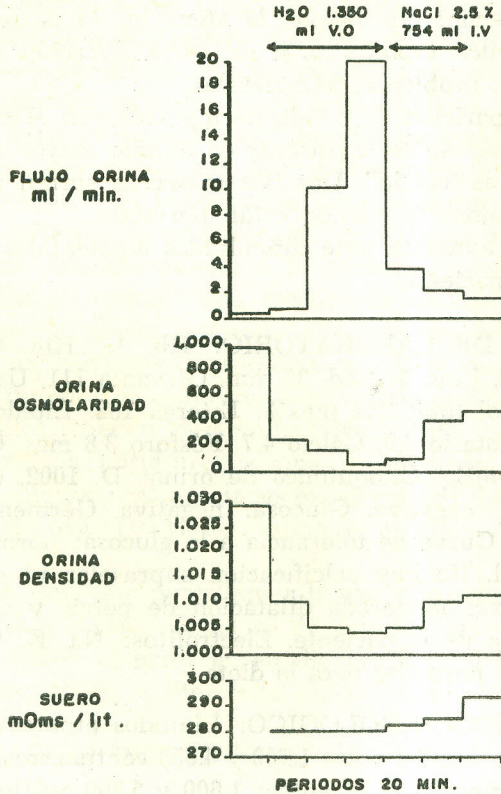 H₂O 1.350
ml V.O
NaCl 2.5 %
754 ml I.V
FLUJO ORINA
ml / min.
20
18
16
14
12
10
8
6
4
2
0
ORINA
OSMOLARIDAD
1,000
800
600
400
200
0
ORINA
DENSIDAD
1.030
1.025
1.020
1.015
1.010
1,005
1.000
SUERO
mOms / lit.
300
290
280
270
PERIODOS 20 MIN.